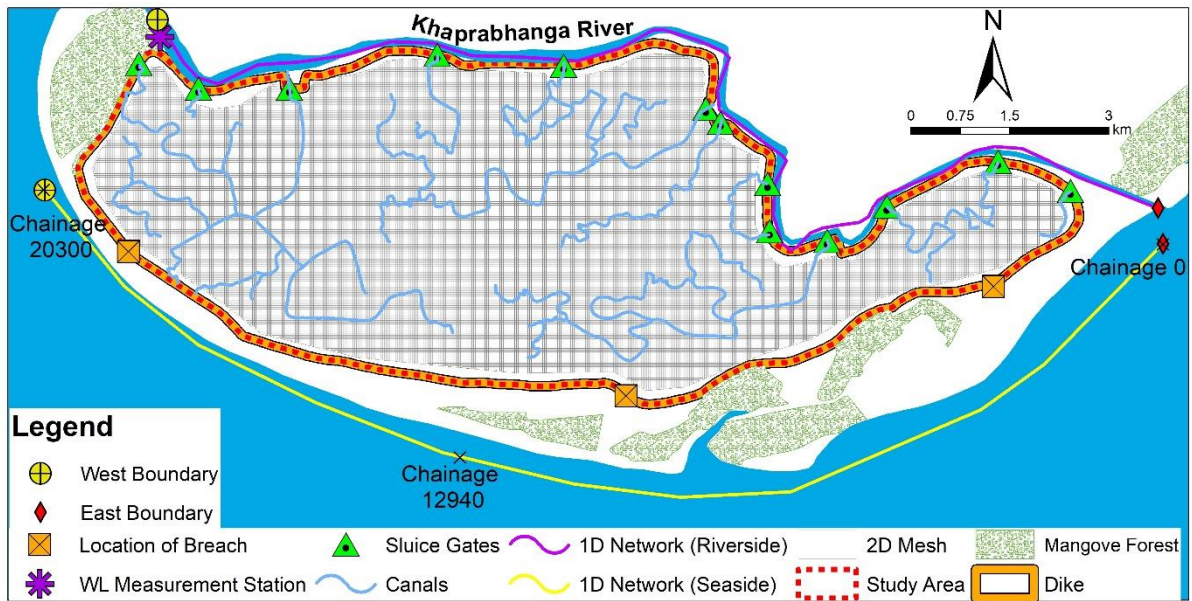 Khaprabhanga River
N
0 0.75 1.5 3
km
Chainage
20300
Chainage 0
Chainage
12940
Legend
West Boundary
East Boundary
Location of Breach
Sluice Gates
1D Network (Riverside)
2D Mesh
Mangove Forest
WL Measurement Station
Canals
1D Network (Seaside)
Study Area
Dike